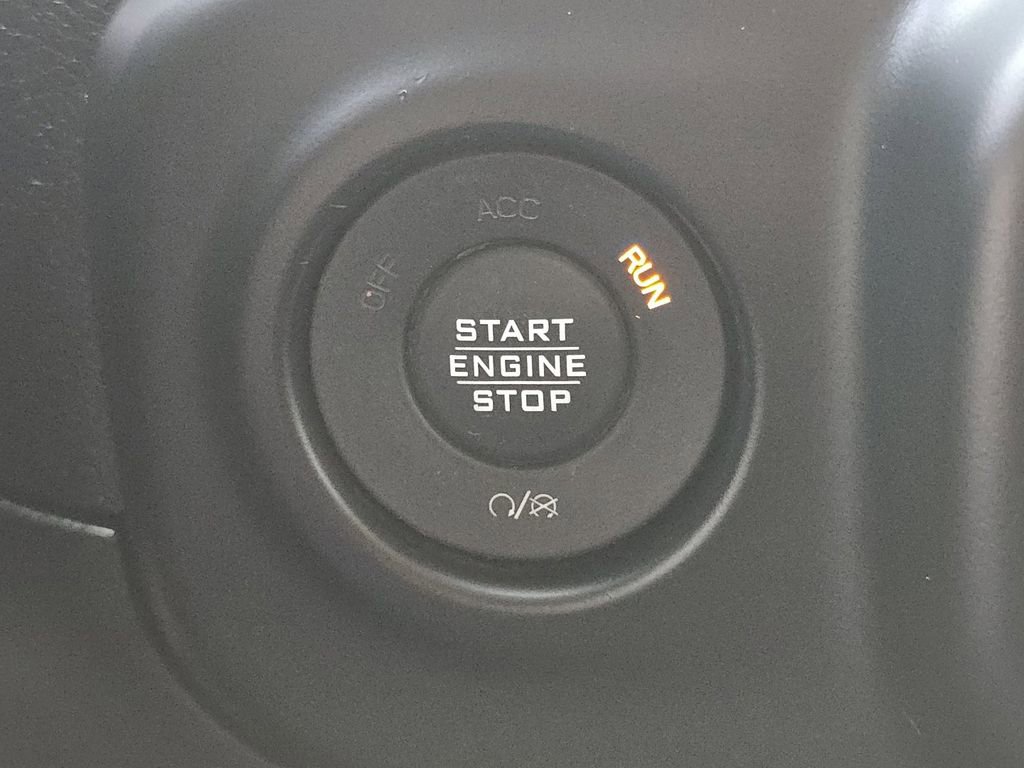 ACC
OFF
RUN
START
ENGINE
STOP